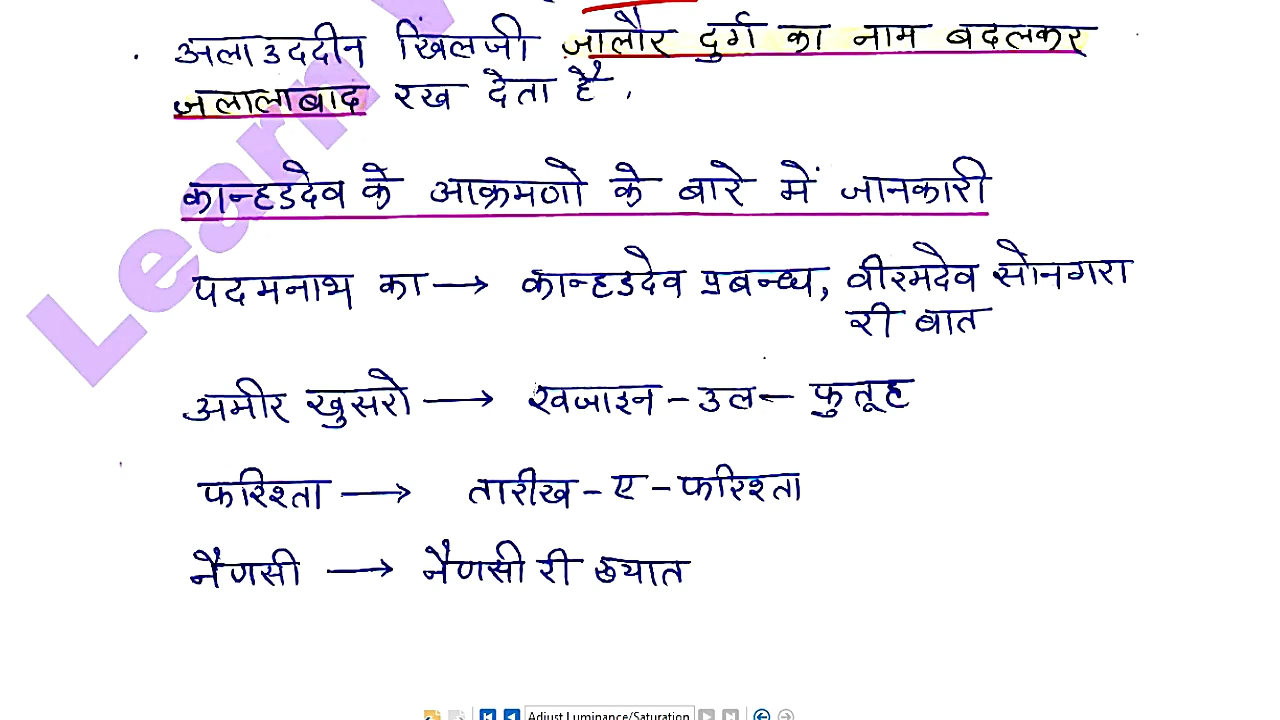 अलाउददीन खिंलजी जालौर दुर्ग का नाम बदलकर
जलालाबाद रख देता है.
कान्हडदेव के आक्रमणो के बारे में जानकारी
पदमनाभ का → कान्हडदेव प्रबन्ध, वीरमदेव सोनगरा
री बात
अमीर खुसरो → खजाइन - उल - फुतूह
फरिश्ता → तारीख - ए - फरिश्ता
नैणसी → नैणसी री ख्यात
Learn
Adjust Luminance/Saturation